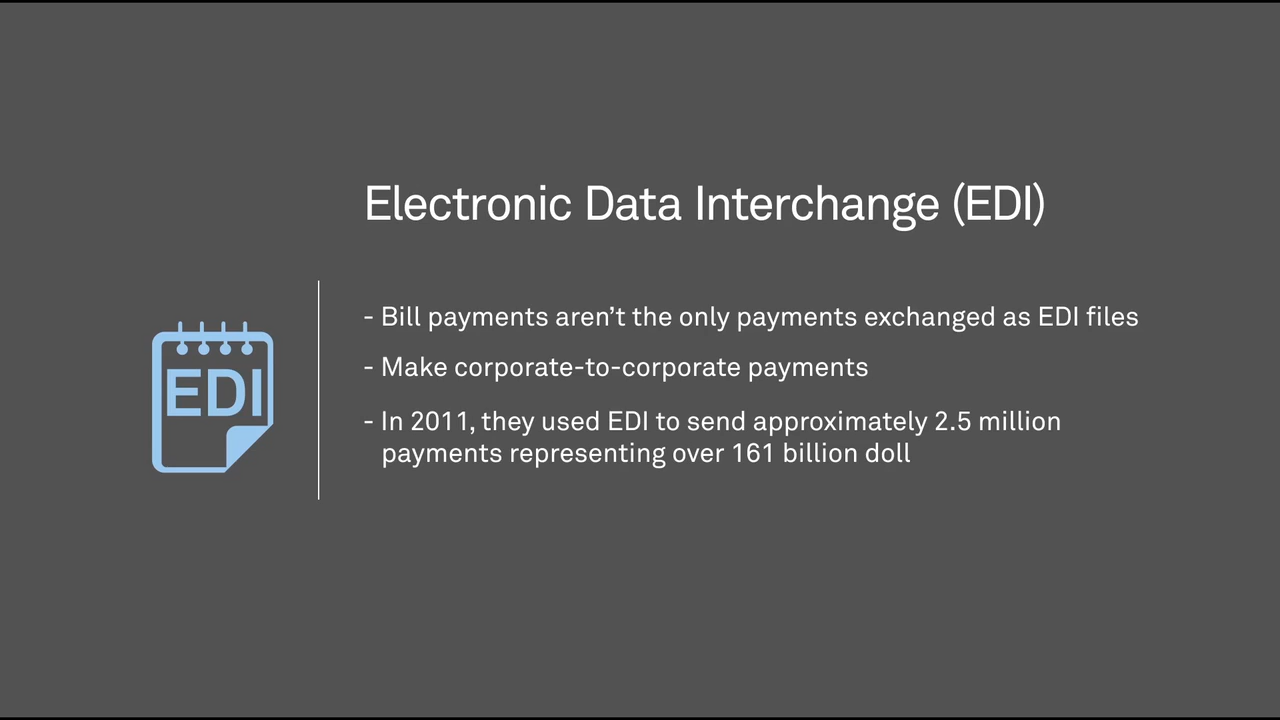 Electronic Data Interchange (EDI)
EDI
- Bill payments aren't the only payments exchanged as EDI files
- Make corporate-to-corporate payments
- In 2011, they used EDI to send approximately 2.5 million
payments representing over 161 billion doll